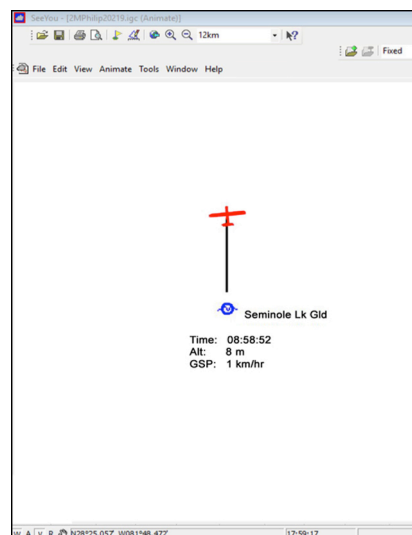 SeeYou - [2MPhilip20219.igc (Animate)]
12km
Fixed
File Edit View Animate Tools Window Help
Seminole Lk Gld
Time: 08:58:52
Alt: 8 m
GSP: 1 km/hr
W A V R N28°25.057' W081°48.472' 17:59:17